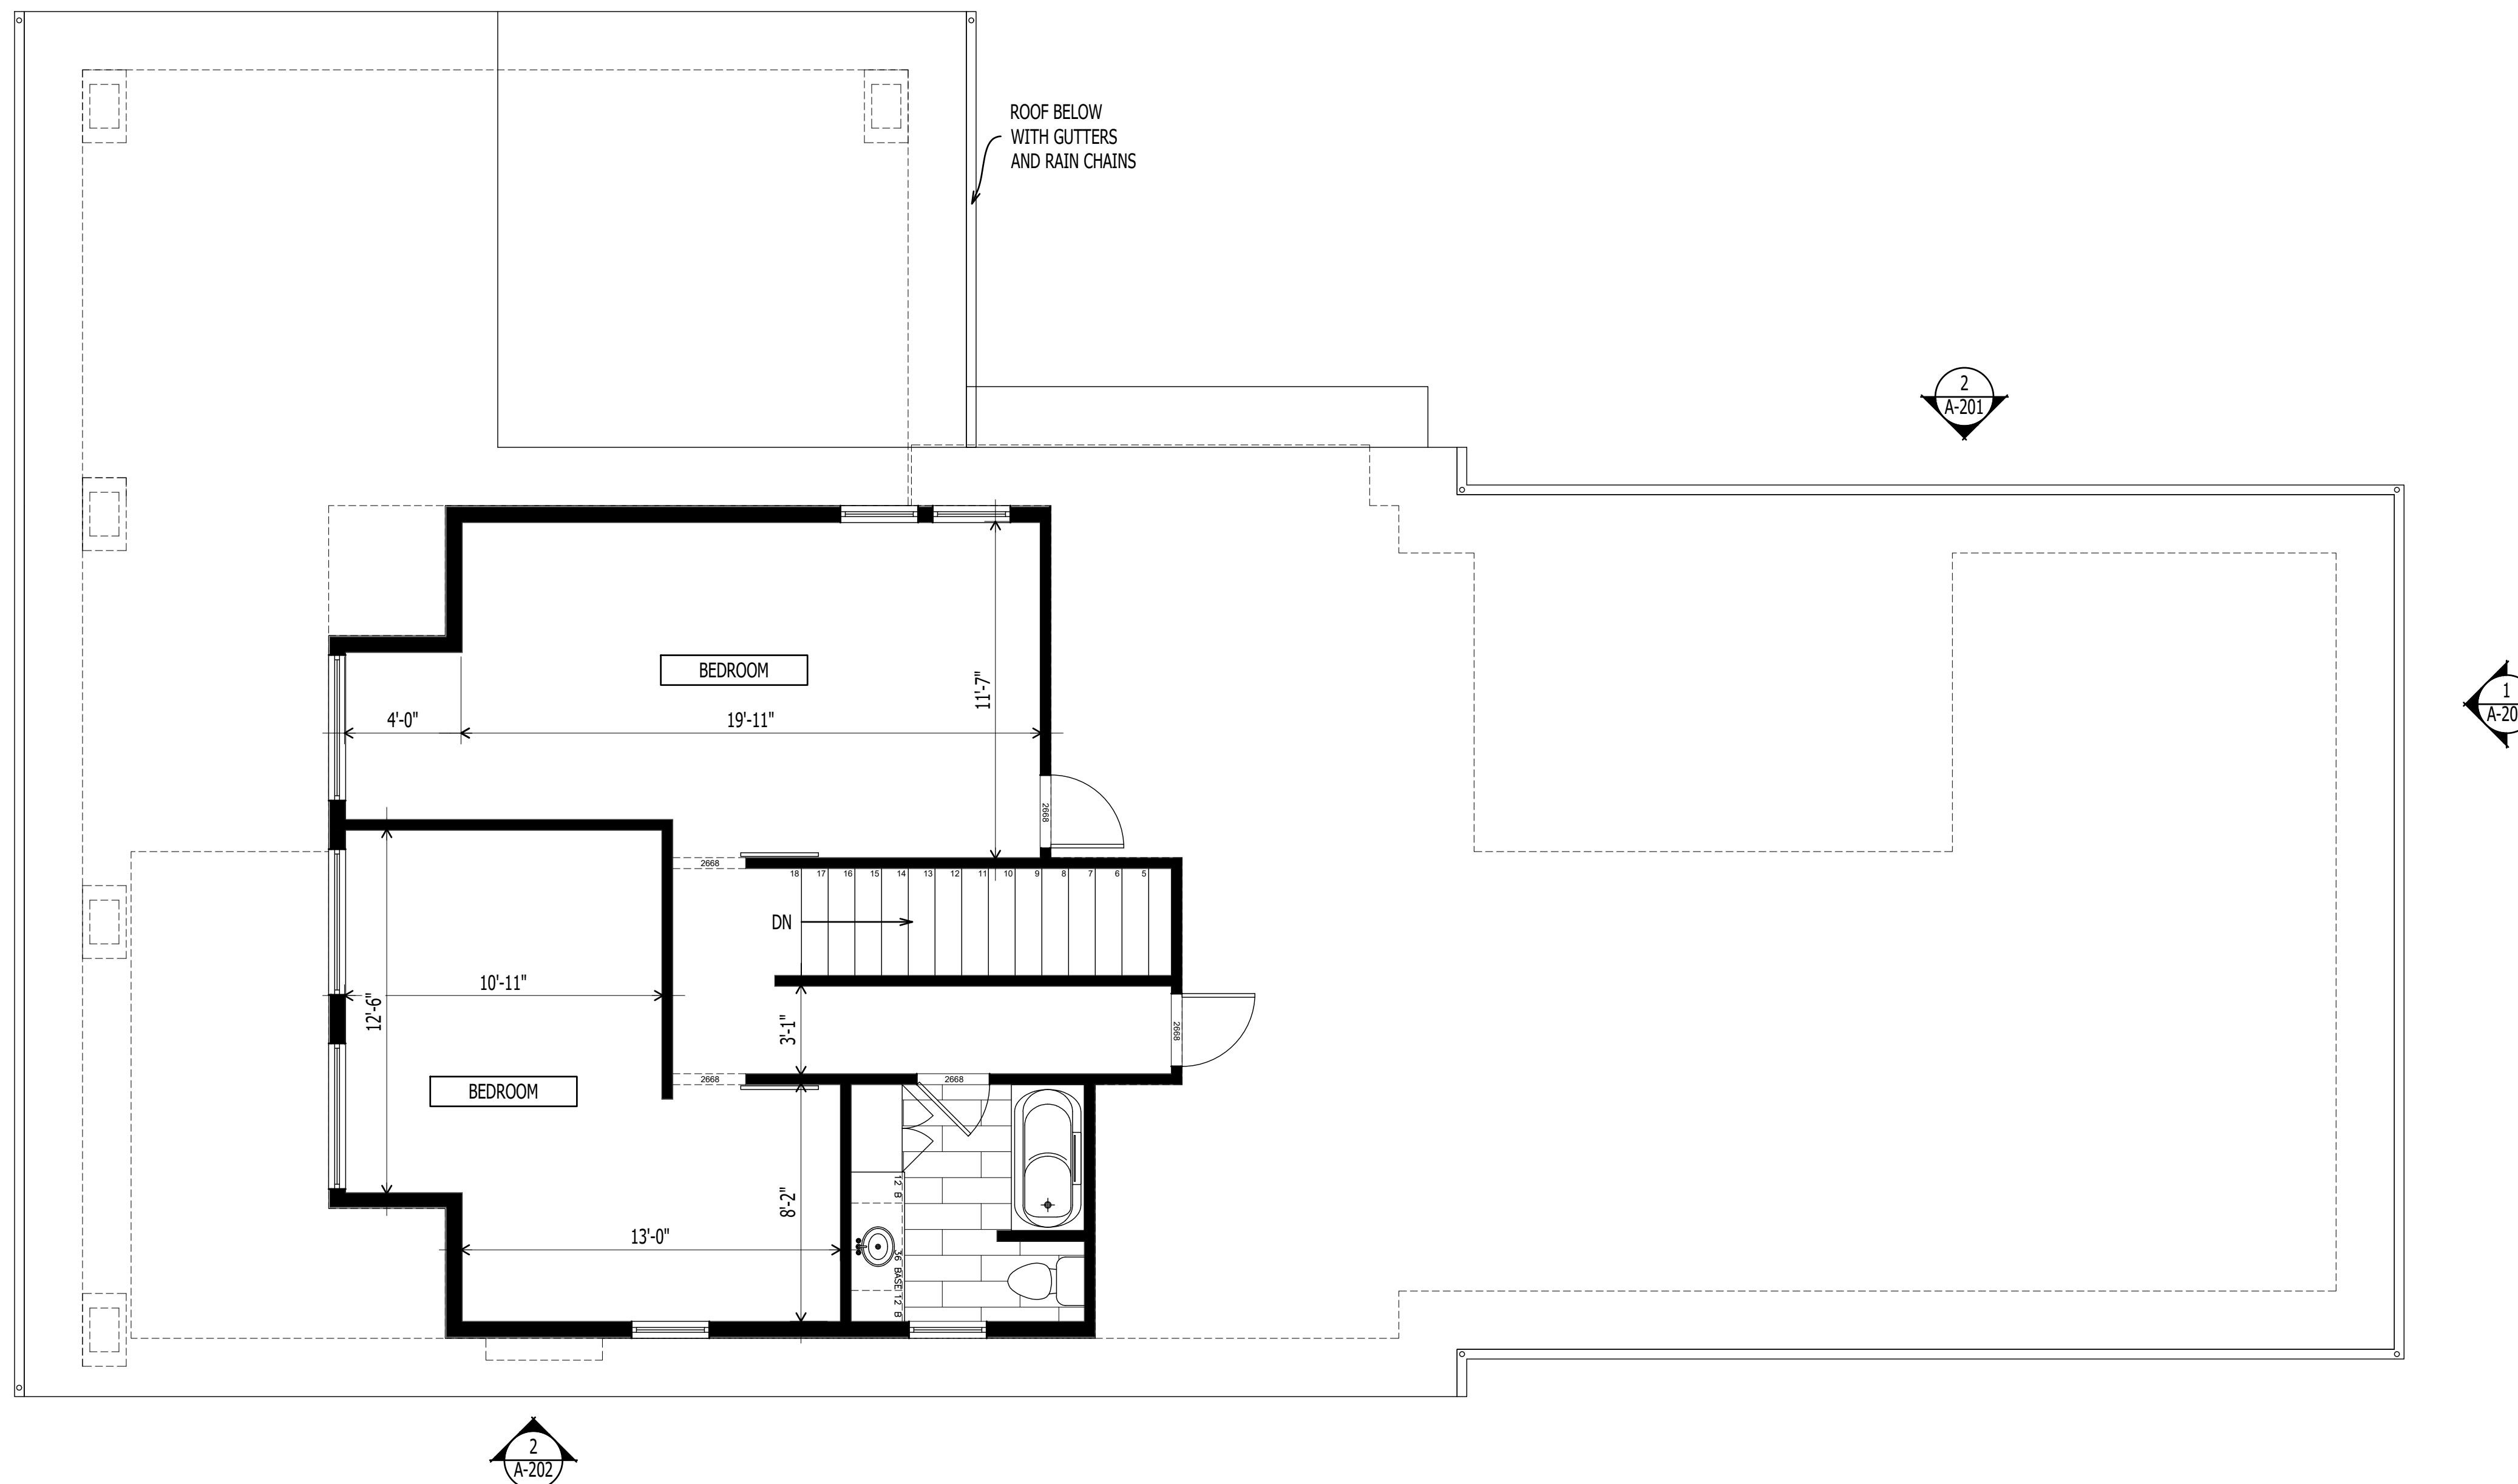 ROOF BELOW
WITH GUTTERS
AND RAIN CHAINS
2
A-201
BEDROOM
11'-7"
1
A-20
4'-0"
19'-11"
2668
2668
18 17 16 15 14 13 12 11 10 9 8 7 6 5
DN
10'-11"
12'-6"
3'-1"
2668
2668
2668
BEDROOM
12 B
8'-2"
13'-0"
36 BASE
12 B
2
A-202